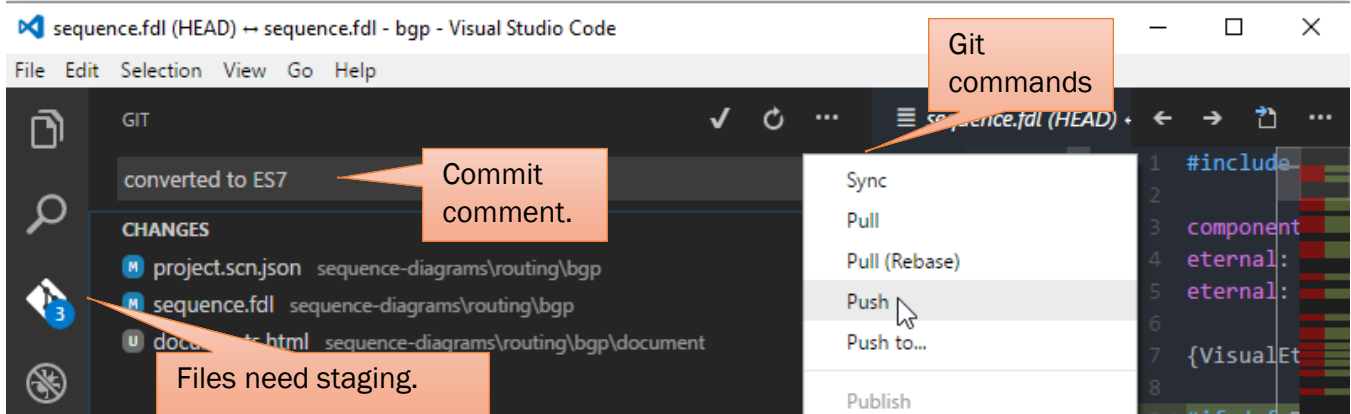 sequence.fdl (HEAD) ↔ sequence.fdl - bgp - Visual Studio Code
File Edit Selection View Go Help
Git
commands
GIT
sequence.fdl (HEAD)
converted to ES7
Commit
comment.
CHANGES
M project.scn.json sequence-diagrams\routing\bgp
M sequence.fdl sequence-diagrams\routing\bgp
U html sequence-diagrams\routing\bgp\document
3
Files need staging.
Sync
Pull
Pull (Rebase)
Push
Push to...
Publish
1 #include
2
3 component
4 eternal:
5 eternal:
6
7 {VisualEt
8